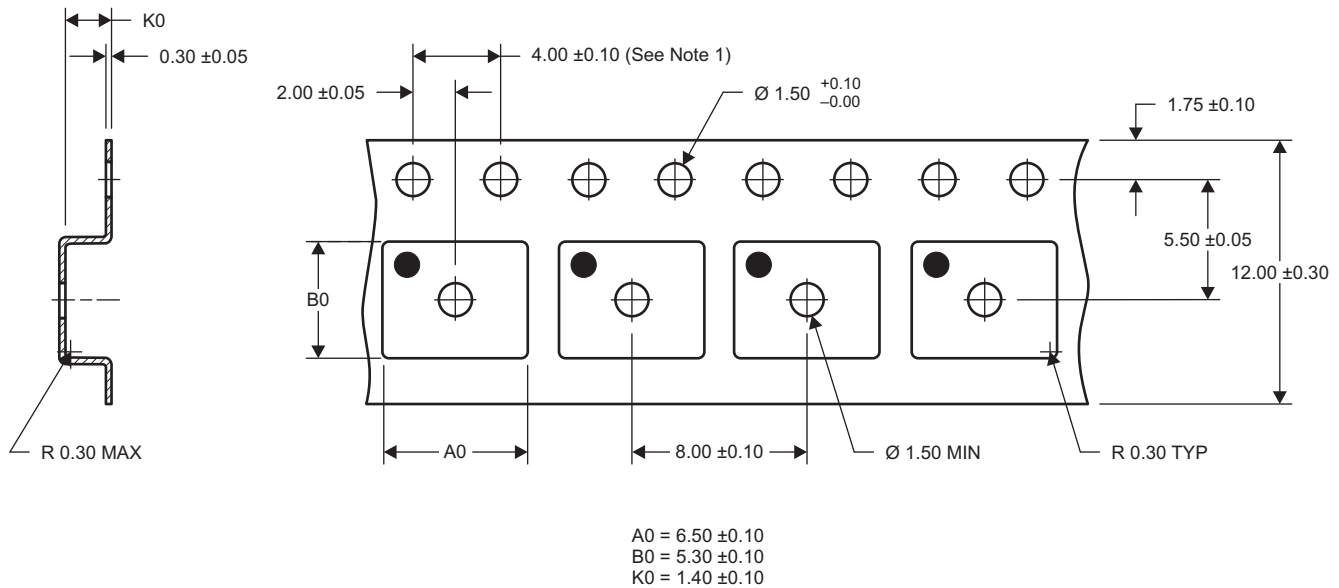 K0
0.30 ±0.05
4.00 ±0.10 (See Note 1)
2.00 ±0.05
Ø 1.50 +0.10 –0.00
1.75 ±0.10
5.50 ±0.05
12.00 ±0.30
B0
R 0.30 MAX
A0
8.00 ±0.10
Ø 1.50 MIN
R 0.30 TYP
A0 = 6.50 ±0.10
B0 = 5.30 ±0.10
K0 = 1.40 ±0.10